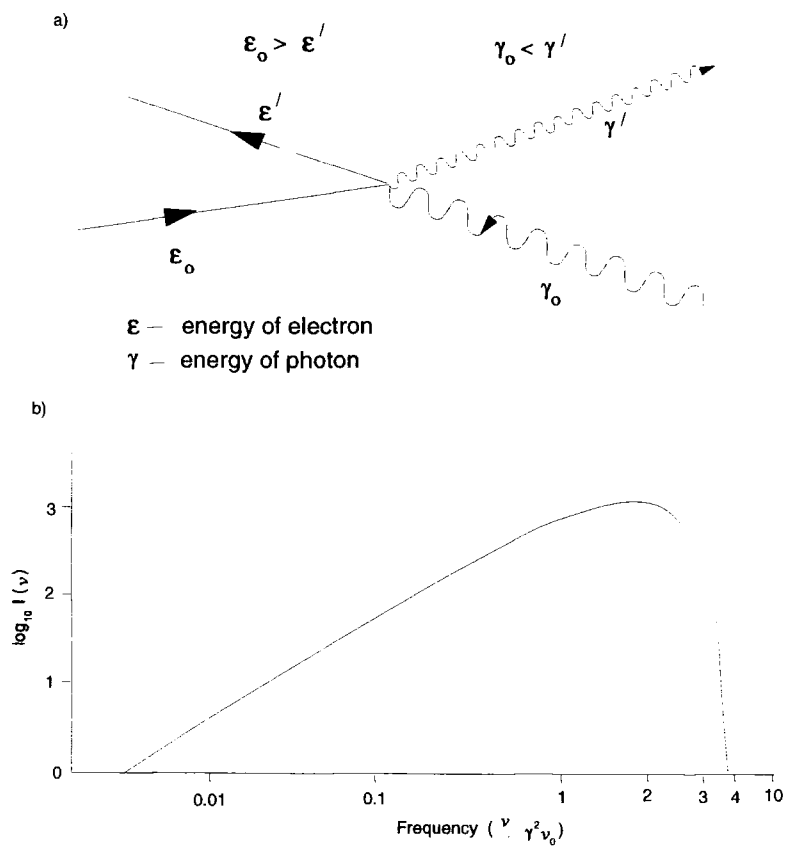 a)
ε₀ > ε′ γ₀ < γ′
ε′
γ′
ε₀
γ₀
ε – energy of electron
γ – energy of photon
b)
3
2
1
0
log₁₀ I(ν)
0.01 0.1 1 2 3 4 10
Frequency ( ν γ²ν₀ )